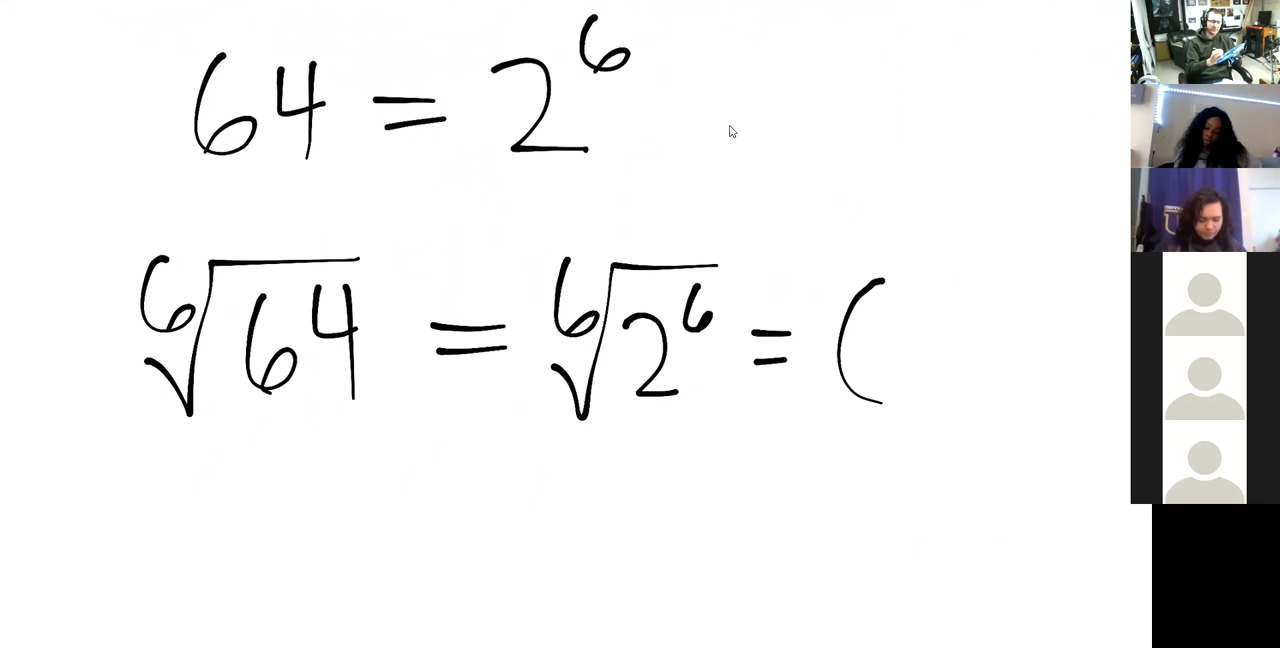 64 = 2⁶
⁶√64 = ⁶√2⁶ = (